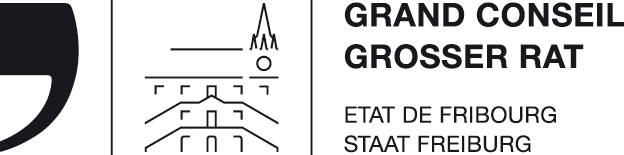 GRAND CONSEIL
GROSSER RAT
ETAT DE FRIBOURG
STAAT FREIBURG